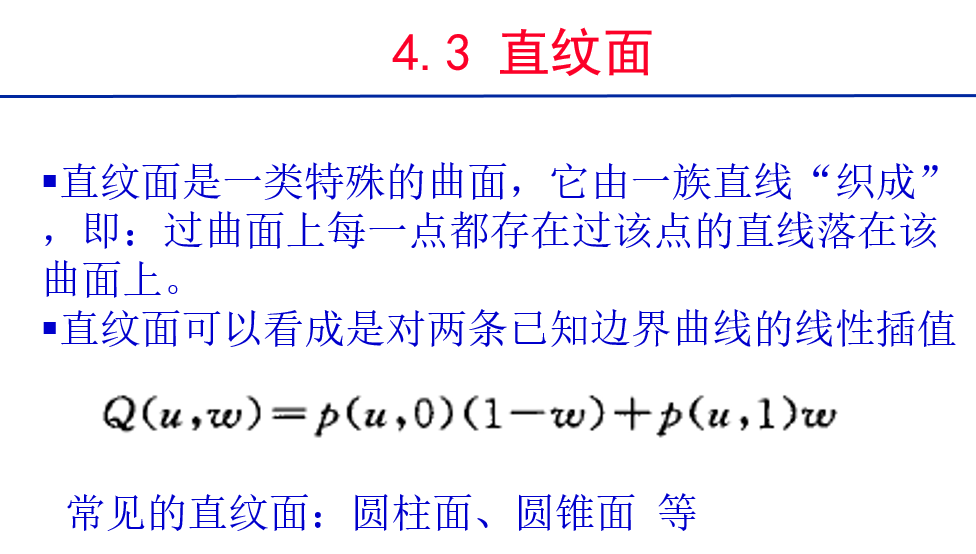 4.3 直纹面
▪直纹面是一类特殊的曲面，它由一族直线“织成”
，即：过曲面上每一点都存在过该点的直线落在该
曲面上。
▪直纹面可以看成是对两条已知边界曲线的线性插值
Q(u,w)=p(u,0)(1-w)+p(u,1)w
常见的直纹面：圆柱面、圆锥面 等